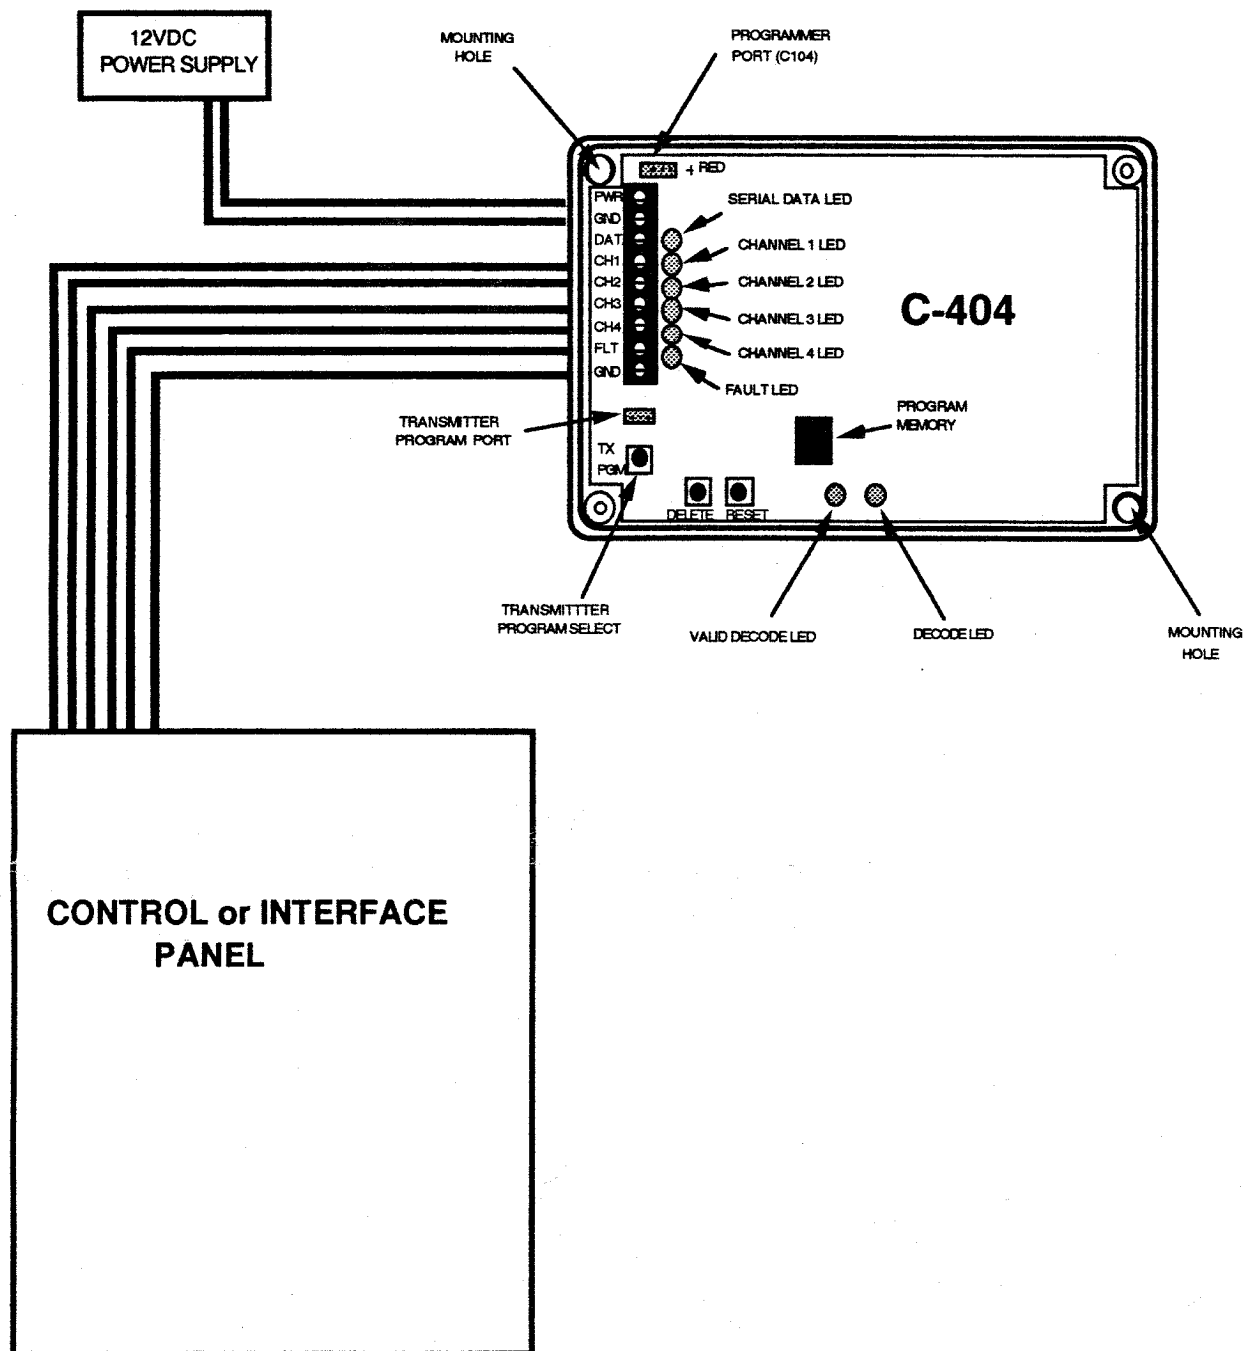 12VDC
POWER SUPPLY
MOUNTING
HOLE
PROGRAMMER
PORT (C104)
+ RED
PWR
GND
DAT
CH1
CH2
CH3
CH4
FLT
GND
SERIAL DATA LED
CHANNEL 1 LED
CHANNEL 2 LED
CHANNEL 3 LED
CHANNEL 4 LED
FAULT LED
C-404
TRANSMITTER
PROGRAM PORT
PROGRAM
MEMORY
TX
PGM
DELETE
RESET
TRANSMITTTER
PROGRAM SELECT
VALID DECODE LED
DECODE LED
MOUNTING
HOLE
CONTROL or INTERFACE
PANEL